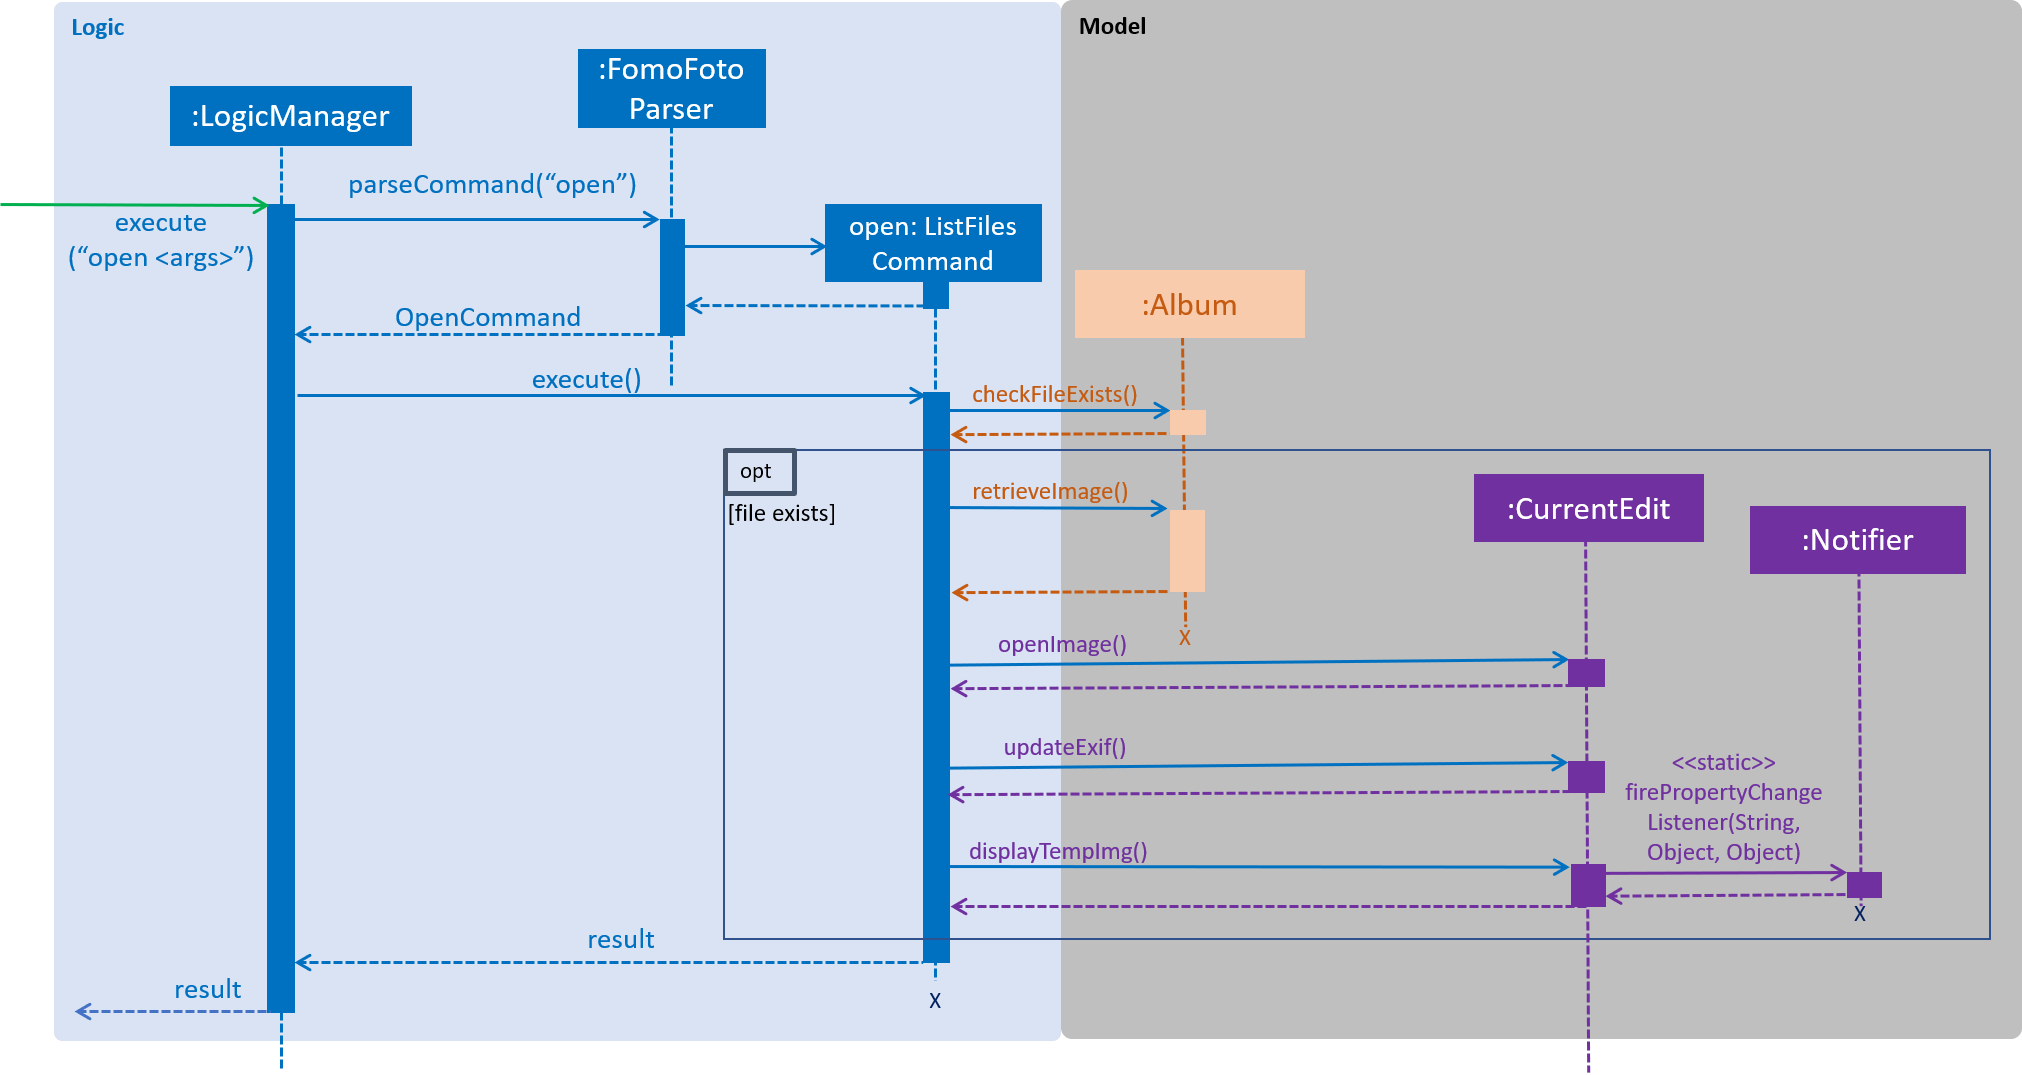 Logic
Model
:FomoFoto
Parser
:LogicManager
parseCommand(“open”)
execute
(“open <args>”)
open: ListFiles
Command
:Album
OpenCommand
execute()
checkFileExists()
opt
[file exists]
retrieveImage()
:CurrentEdit
:Notifier
X
openImage()
updateExif()
<<static>>
firePropertyChange
Listener(String,
Object, Object)
displayTempImg()
X
result
result
X